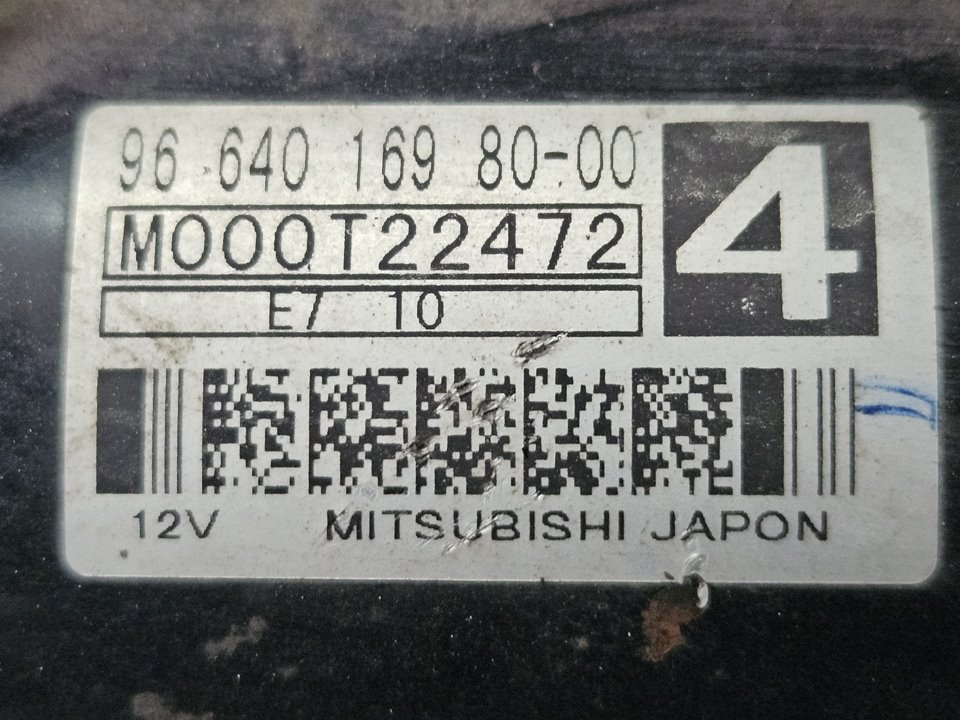 96 640 169 80-00
4
M000T22472
E7 10
12V MITSUBISHI JAPON